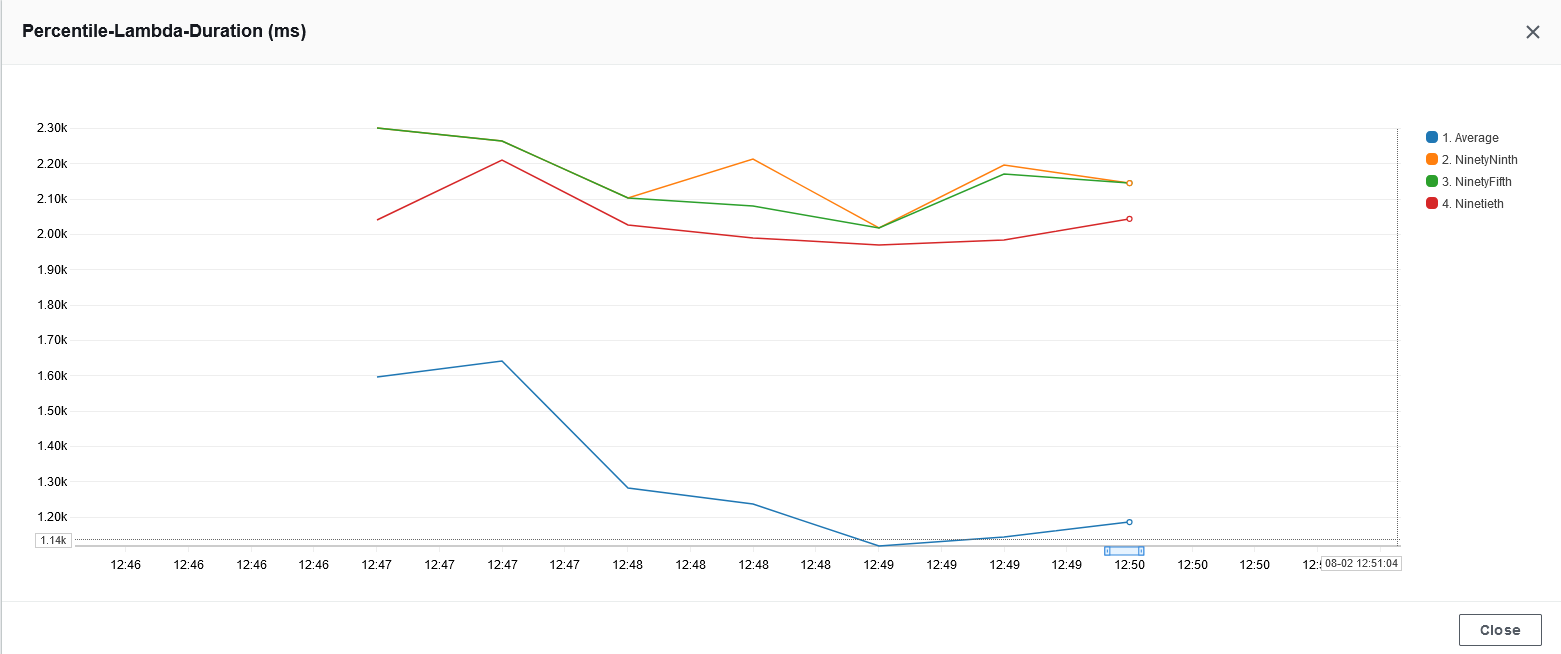 Percentile-Lambda-Duration (ms)
2.30k
2.20k
2.10k
2.00k
1.90k
1.80k
1.70k
1.60k
1.50k
1.40k
1.30k
1.20k
1.14k
1. Average
2. NinetyNinth
3. NinetyFifth
4. Ninetieth
12:46 12:46 12:46 12:46 12:47 12:47 12:47 12:47 12:48 12:48 12:48 12:48 12:49 12:49 12:49 12:49 12:50 12:50 12:50 08-02 12:51:04
Close